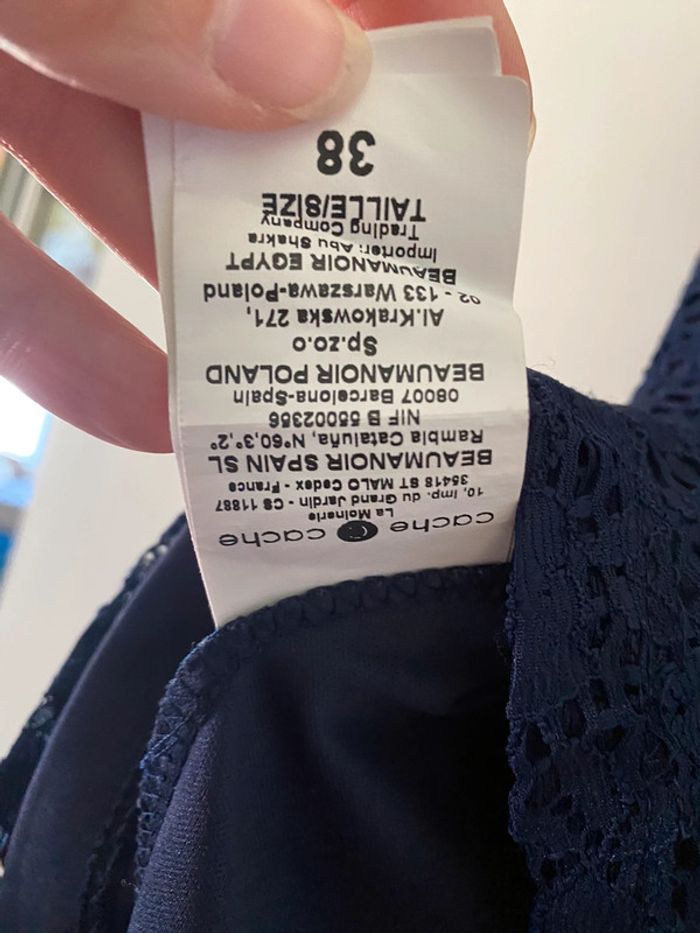 cache cache
La Moinerie
10, imp. du Grand Jardin - CS 11887
35418 ST MALO Cedex - France
BEAUMANOIR SPAIN SL
Rambla Cataluña, N°60,3°,2°
NIF B 55002356
08007 Barcelona-Spain
BEAUMANOIR POLAND
Sp.zo.o
Al.Krakowska 271,
02 - 133 Warszawa-Poland
BEAUMANOIR EGYPT
Importer: Abu Shakra
Trading Company
TAILLE/SIZE
38